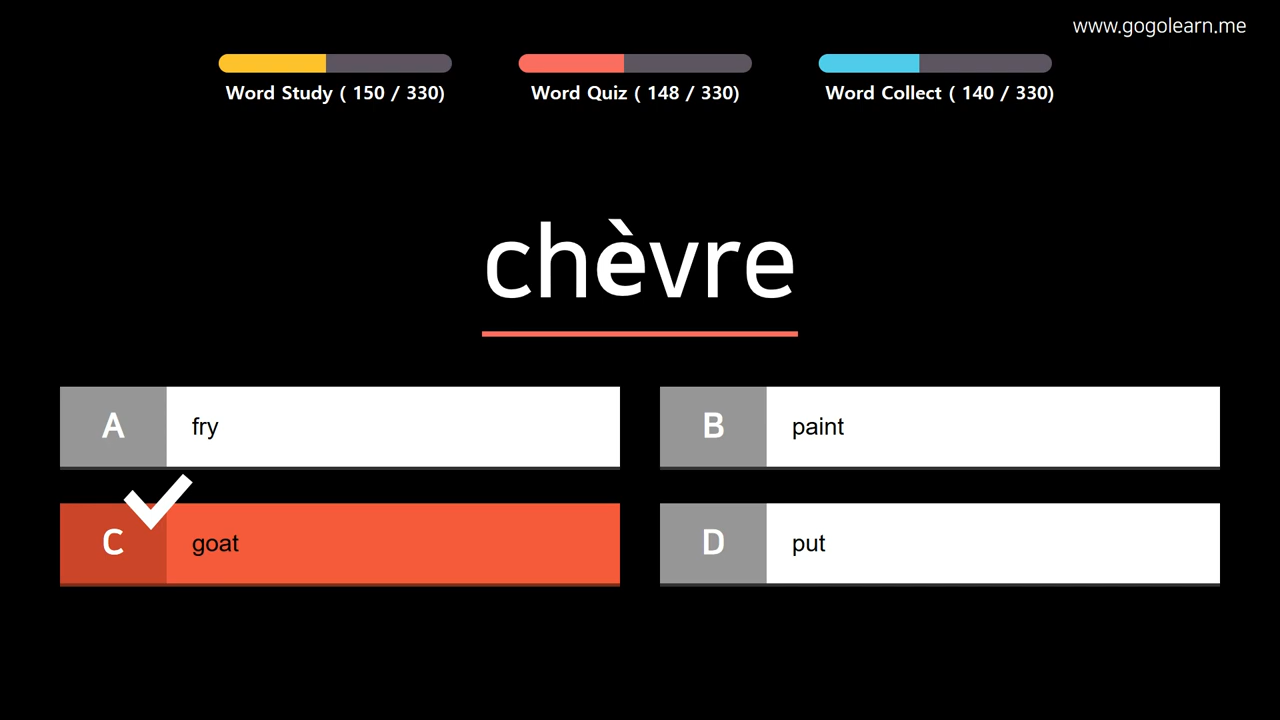 www.gogolearn.me
Word Study ( 150 / 330)
Word Quiz ( 148 / 330)
Word Collect ( 140 / 330)
chèvre
A fry
B paint
C goat
D put